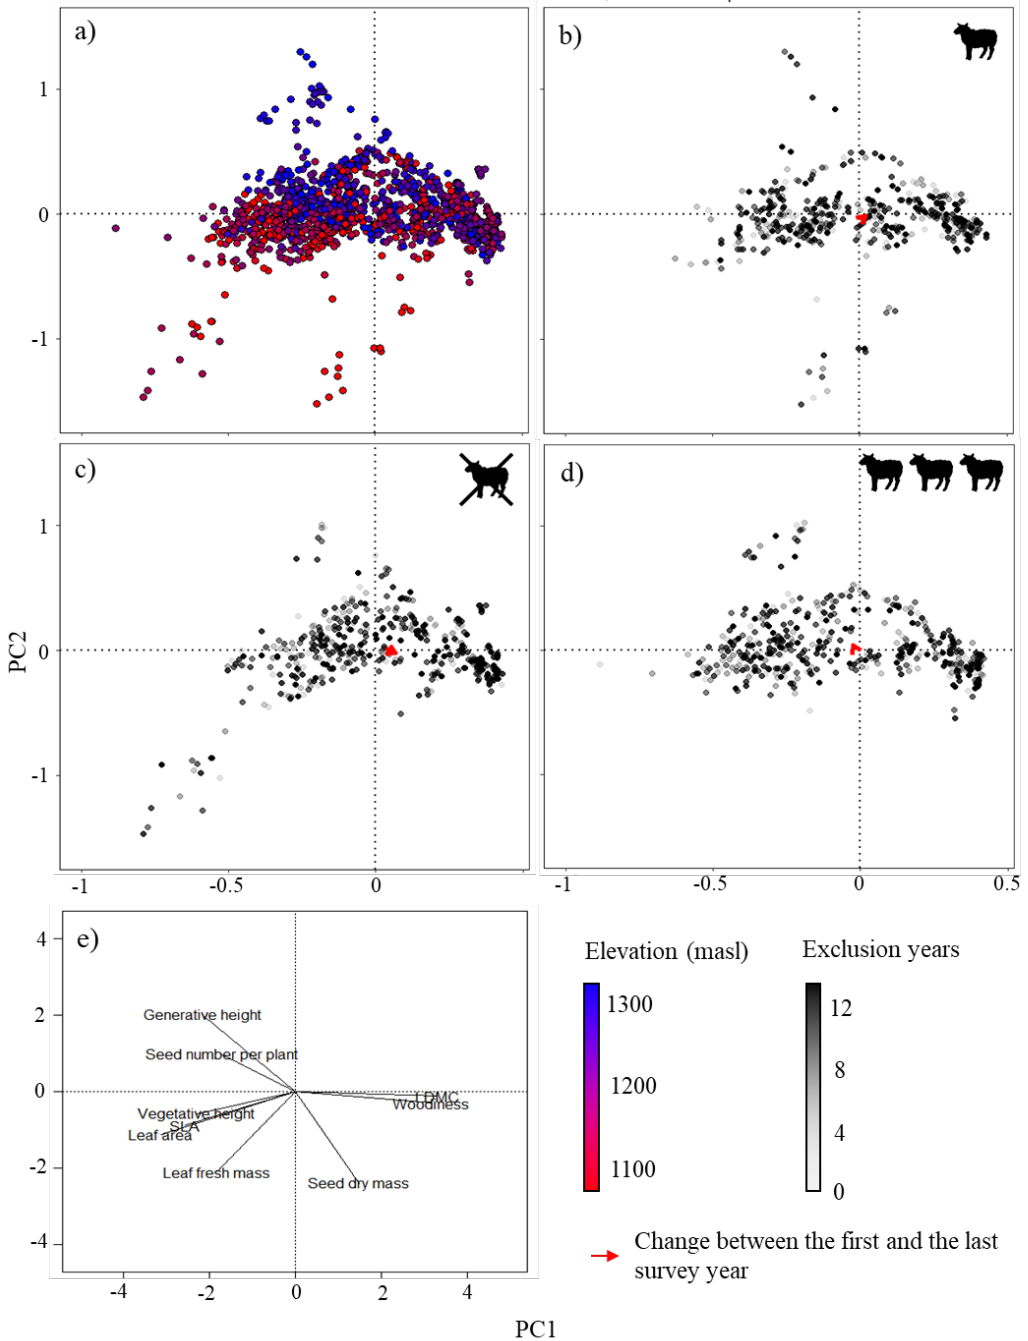 a)
b)
1
0
-1
c)
d)
1
0
-1
PC2
-1
-0.5
0
-1
-0.5
0
0.5
e)
4
2
0
-2
-4
Generative height
Seed number per plant
LDMC
Woodiness
Vegetative height
SLA
Leaf area
Leaf fresh mass
Seed dry mass
-4
-2
0
2
4
PC1
Elevation (masl)
1300
1200
1100
Exclusion years
12
8
4
0
Change between the first and the last
survey year